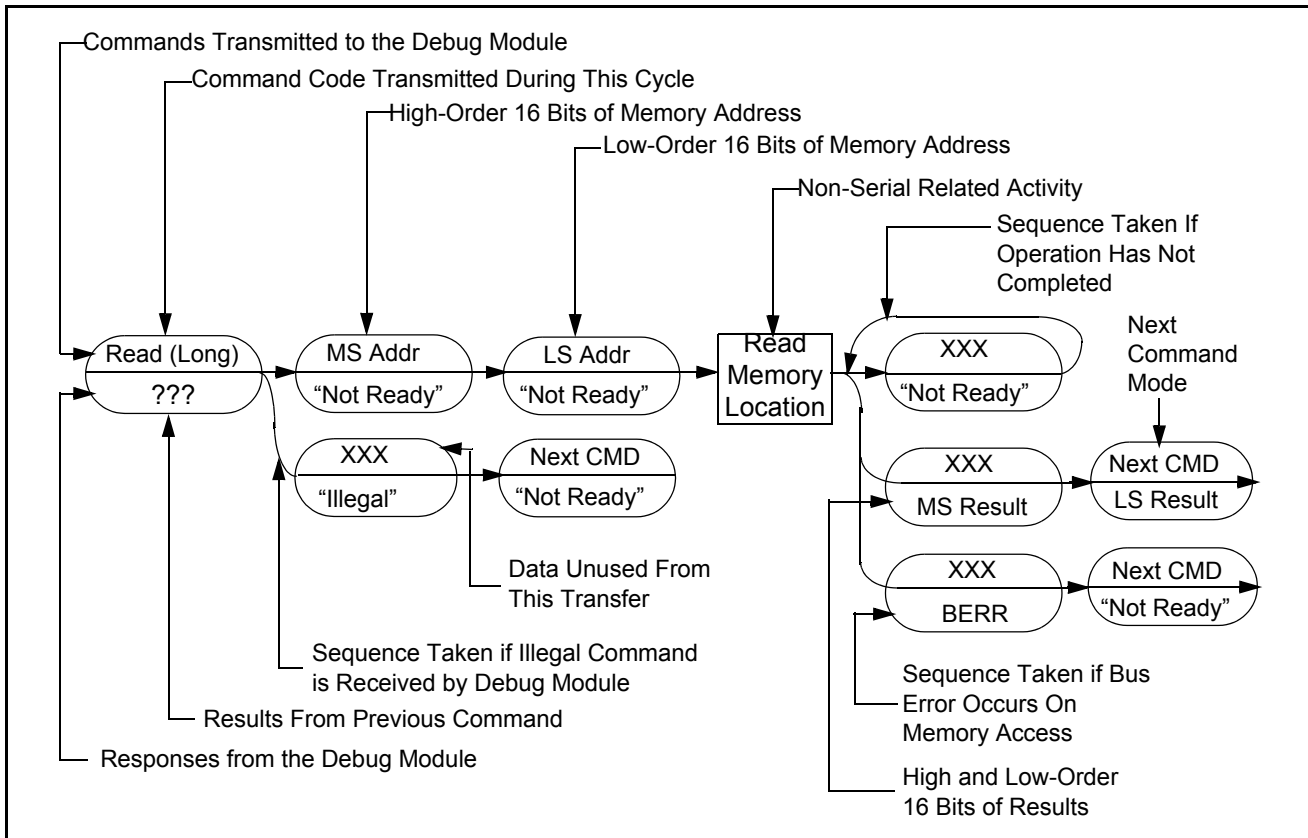 Commands Transmitted to the Debug Module
Command Code Transmitted During This Cycle
High-Order 16 Bits of Memory Address
Low-Order 16 Bits of Memory Address
Non-Serial Related Activity
Sequence Taken If
Operation Has Not
Completed
Next
Command
Mode
Read (Long)
???
MS Addr
“Not Ready”
LS Addr
“Not Ready”
Read
Memory
Location
XXX
“Not Ready”
XXX
“Illegal”
Next CMD
“Not Ready”
XXX
MS Result
Next CMD
LS Result
XXX
BERR
Next CMD
“Not Ready”
Data Unused From
This Transfer
Sequence Taken if Illegal Command
is Received by Debug Module
Results From Previous Command
Responses from the Debug Module
Sequence Taken if Bus
Error Occurs On
Memory Access
High and Low-Order
16 Bits of Results